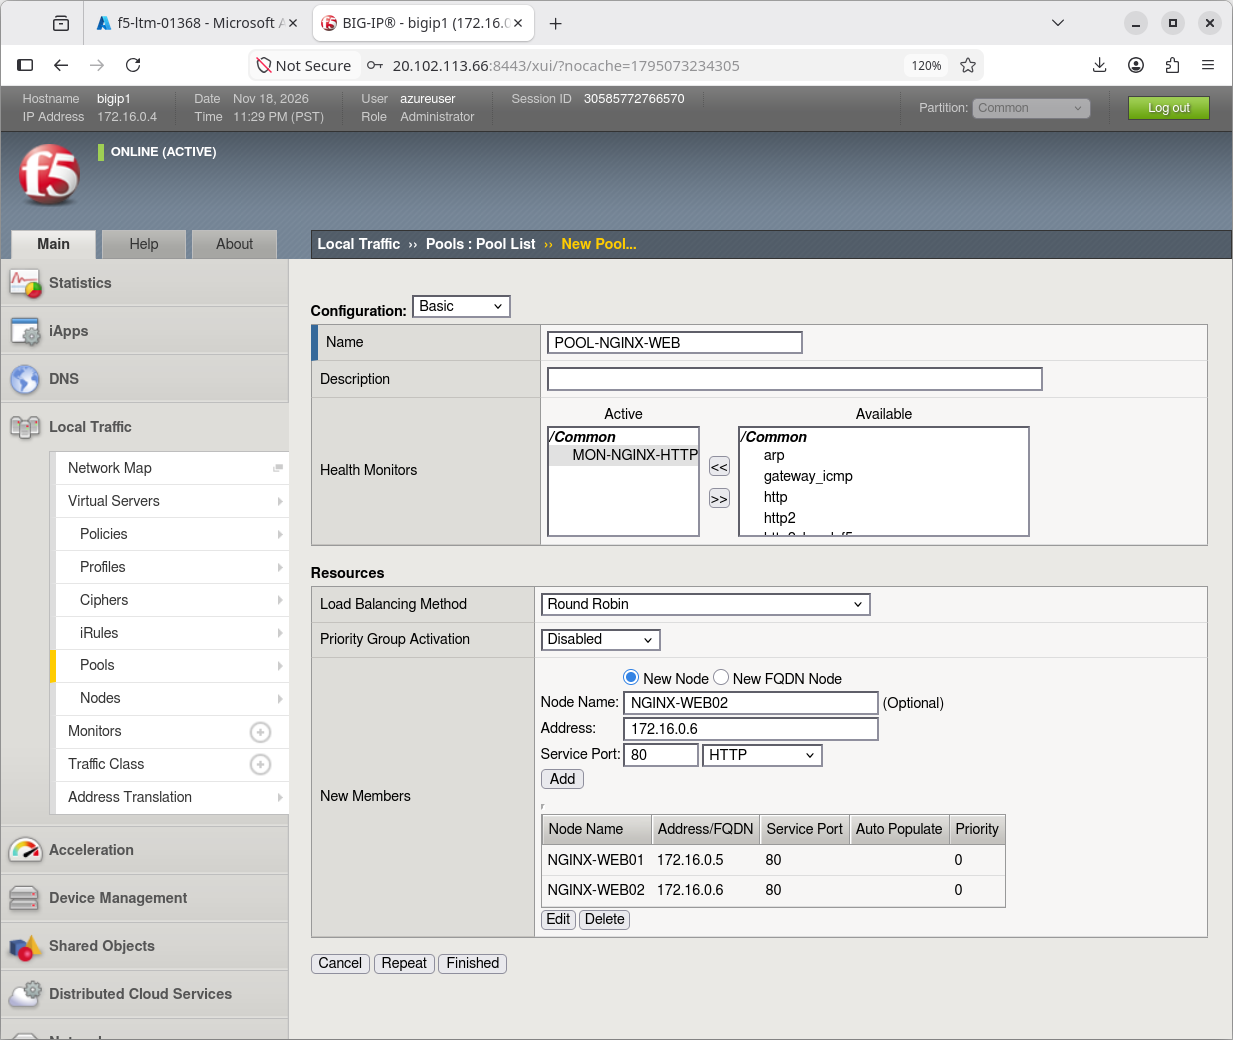 f5-ltm-01368 - Microsoft A
BIG-IP® - bigip1 (172.16.0
Not Secure
20.102.113.66:8443/xui/?nocache=1795073234305
120%
Hostname bigip1
IP Address 172.16.0.4
Date Nov 18, 2026
Time 11:29 PM (PST)
User azureuser
Role Administrator
Session ID 30585772766570
Partition: Common
Log out
f5
ONLINE (ACTIVE)
Main
Help
About
Local Traffic ›› Pools : Pool List ›› New Pool...
Statistics
iApps
DNS
Local Traffic
Network Map
Virtual Servers
Policies
Profiles
Ciphers
iRules
Pools
Nodes
Monitors
Traffic Class
Address Translation
Acceleration
Device Management
Shared Objects
Distributed Cloud Services
Configuration: Basic
Name POOL-NGINX-WEB
Description
Health Monitors
Active
/Common
MON-NGINX-HTTP
<<
>>
Available
/Common
arp
gateway_icmp
http
http2
Resources
Load Balancing Method Round Robin
Priority Group Activation Disabled
New Members
New Node New FQDN Node
Node Name: NGINX-WEB02 (Optional)
Address: 172.16.0.6
Service Port: 80 HTTP
Add
r
Node Name Address/FQDN Service Port Auto Populate Priority
NGINX-WEB01 172.16.0.5 80 0
NGINX-WEB02 172.16.0.6 80 0
Edit Delete
Cancel Repeat Finished